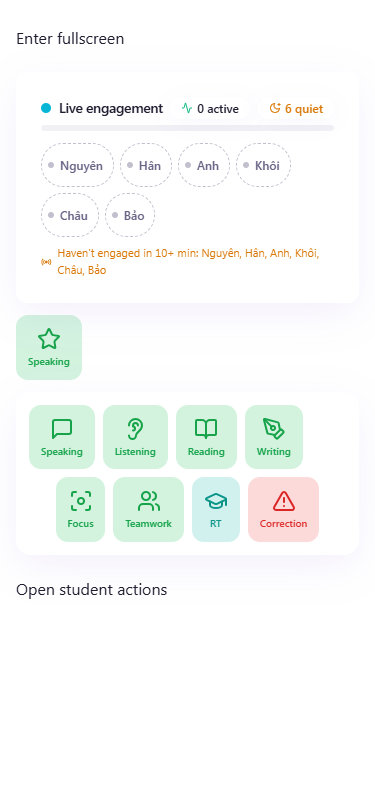 Enter fullscreen
Live engagement 0 active 6 quiet
Nguyên Hân Anh Khôi
Châu Bảo
Haven't engaged in 10+ min: Nguyên, Hân, Anh, Khôi,
Châu, Bảo
Speaking
Speaking Listening Reading Writing
Focus Teamwork RT Correction
Open student actions